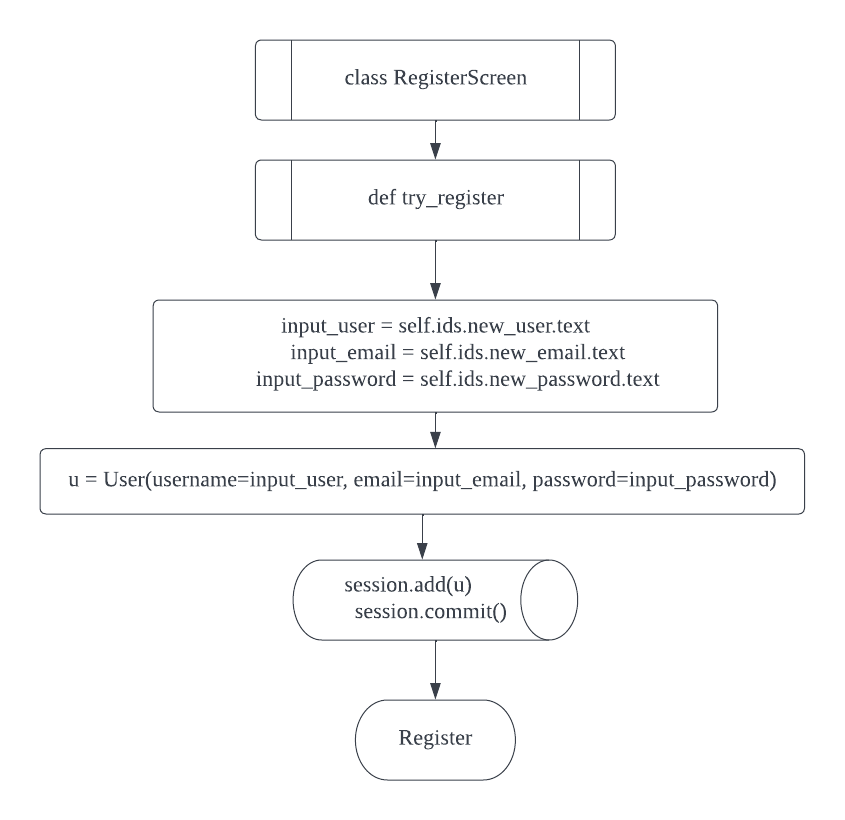 class RegisterScreen
def try_register
input_user = self.ids.new_user.text
input_email = self.ids.new_email.text
input_password = self.ids.new_password.text
u = User(username=input_user, email=input_email, password=input_password)
session.add(u)
session.commit()
Register